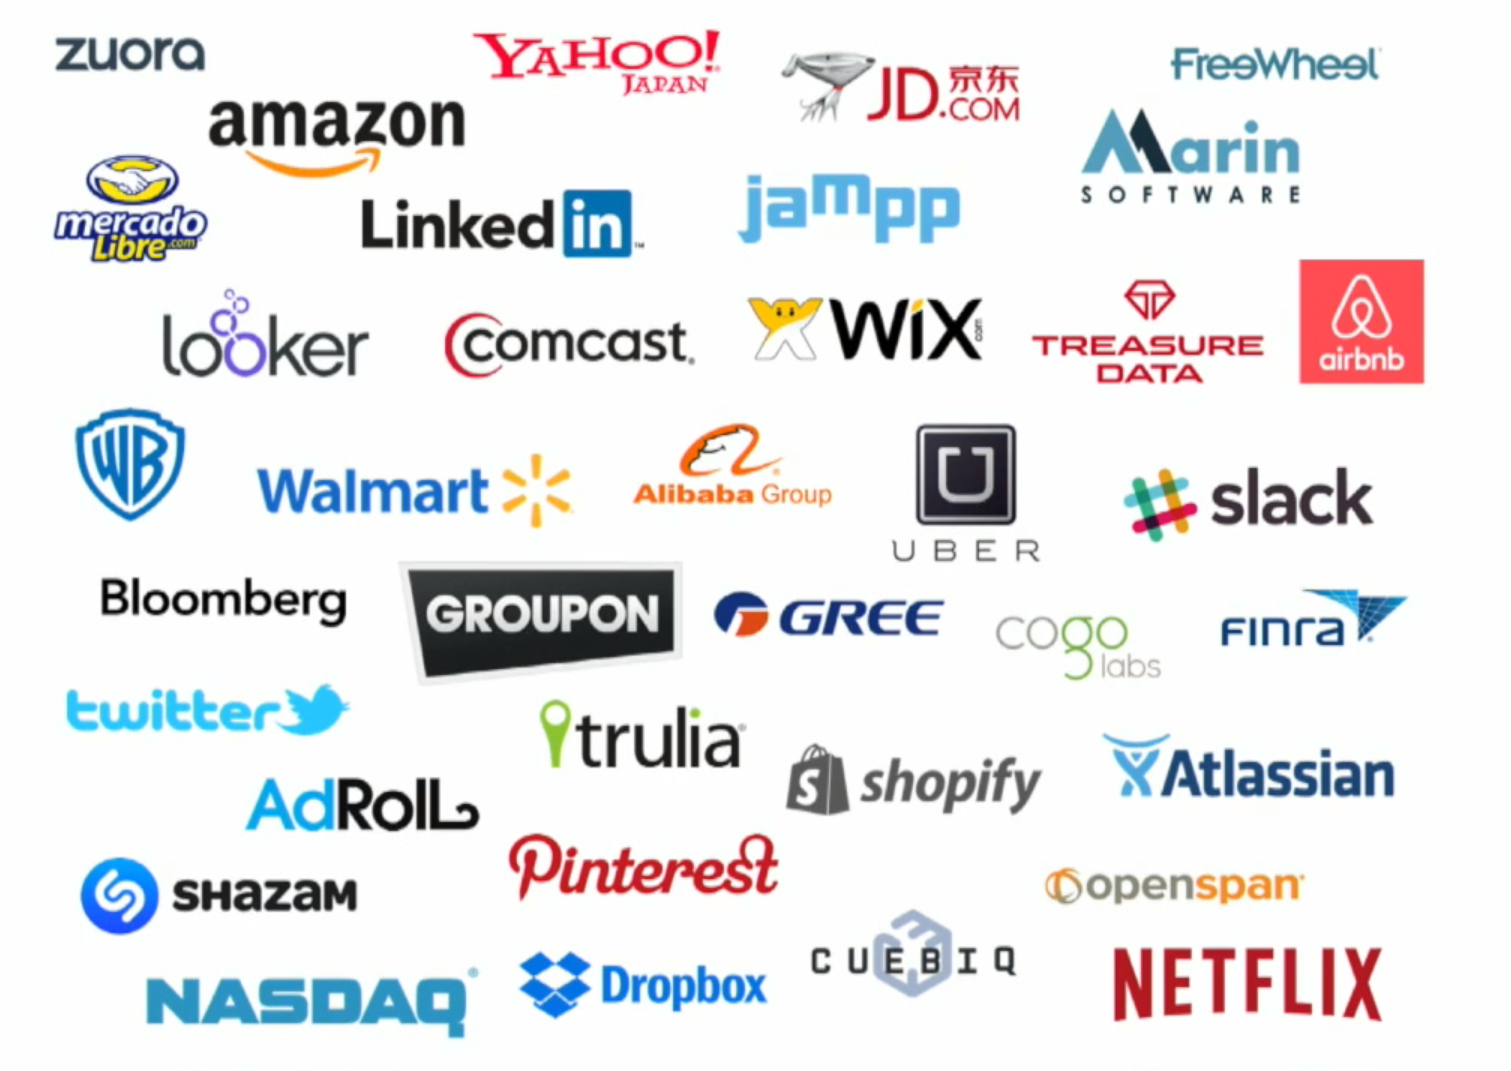 zuora
YAHOO!
JAPAN
JD 京东
.COM
FreeWheel
amazon
Marin
SOFTWARE
mercado
Libre.com
Linked in ™
jampp
looker
comcast.
WiX.com
TREASURE
DATA
airbnb
WB
Walmart
Alibaba Group
U
UBER
slack
Bloomberg
GROUPON
GREE
cogo
labs
finra
twitter
trulia
S shopify
Atlassian
AdRoll
Pinterest
SHAZAM
openspan
CUEBIQ
NASDAQ®
Dropbox
NETFLIX